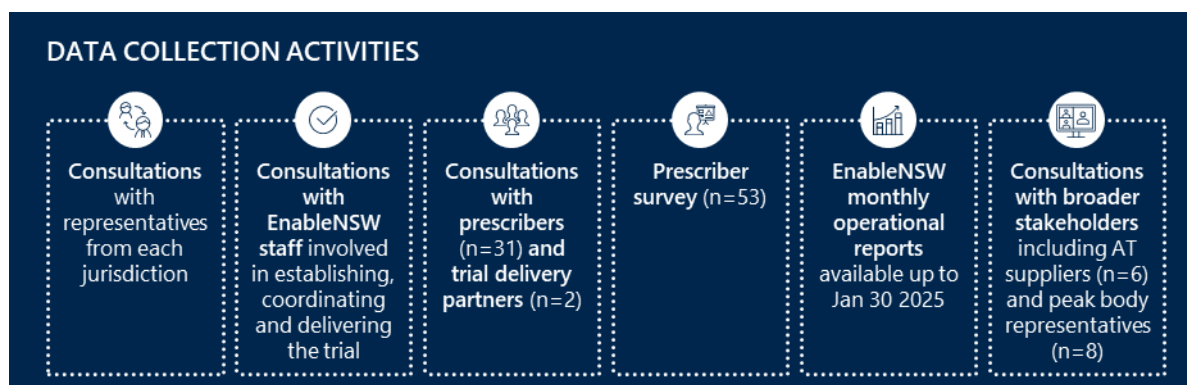 DATA COLLECTION ACTIVITIES
Consultations
with
representatives
from each
jurisdiction
Consultations
with
EnableNSW
staff involved
in establishing,
coordinating
and delivering
the trial
Consultations
with
prescribers
(n=31) and
trial delivery
partners (n=2)
Prescriber
survey (n=53)
EnableNSW
monthly
operational
reports
available up to
Jan 30 2025
Consultations
with broader
stakeholders
including AT
suppliers (n=6)
and peak body
representatives
(n=8)